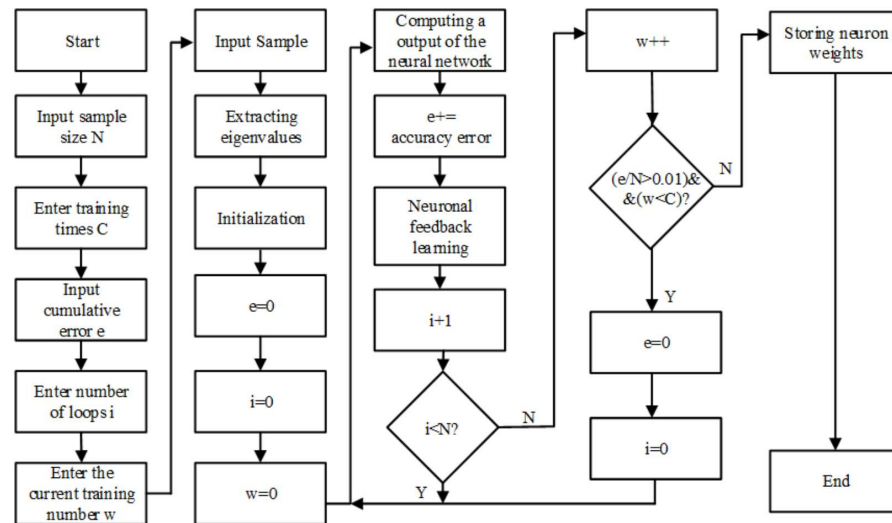 Start
Input sample
size N
Enter training
times C
Input
cumulative
error e
Enter number
of loops i
Enter the
current training
number w
Input Sample
Extracting
eigenvalues
Initialization
e=0
i=0
w=0
Computing a
output of the
neural network
e+=
accuracy error
Neuronal
feedback
learning
i+1
i<N?
N
Y
w++
(e/N>0.01)&
&(w<C)?
N
Y
e=0
i=0
Storing neuron
weights
End